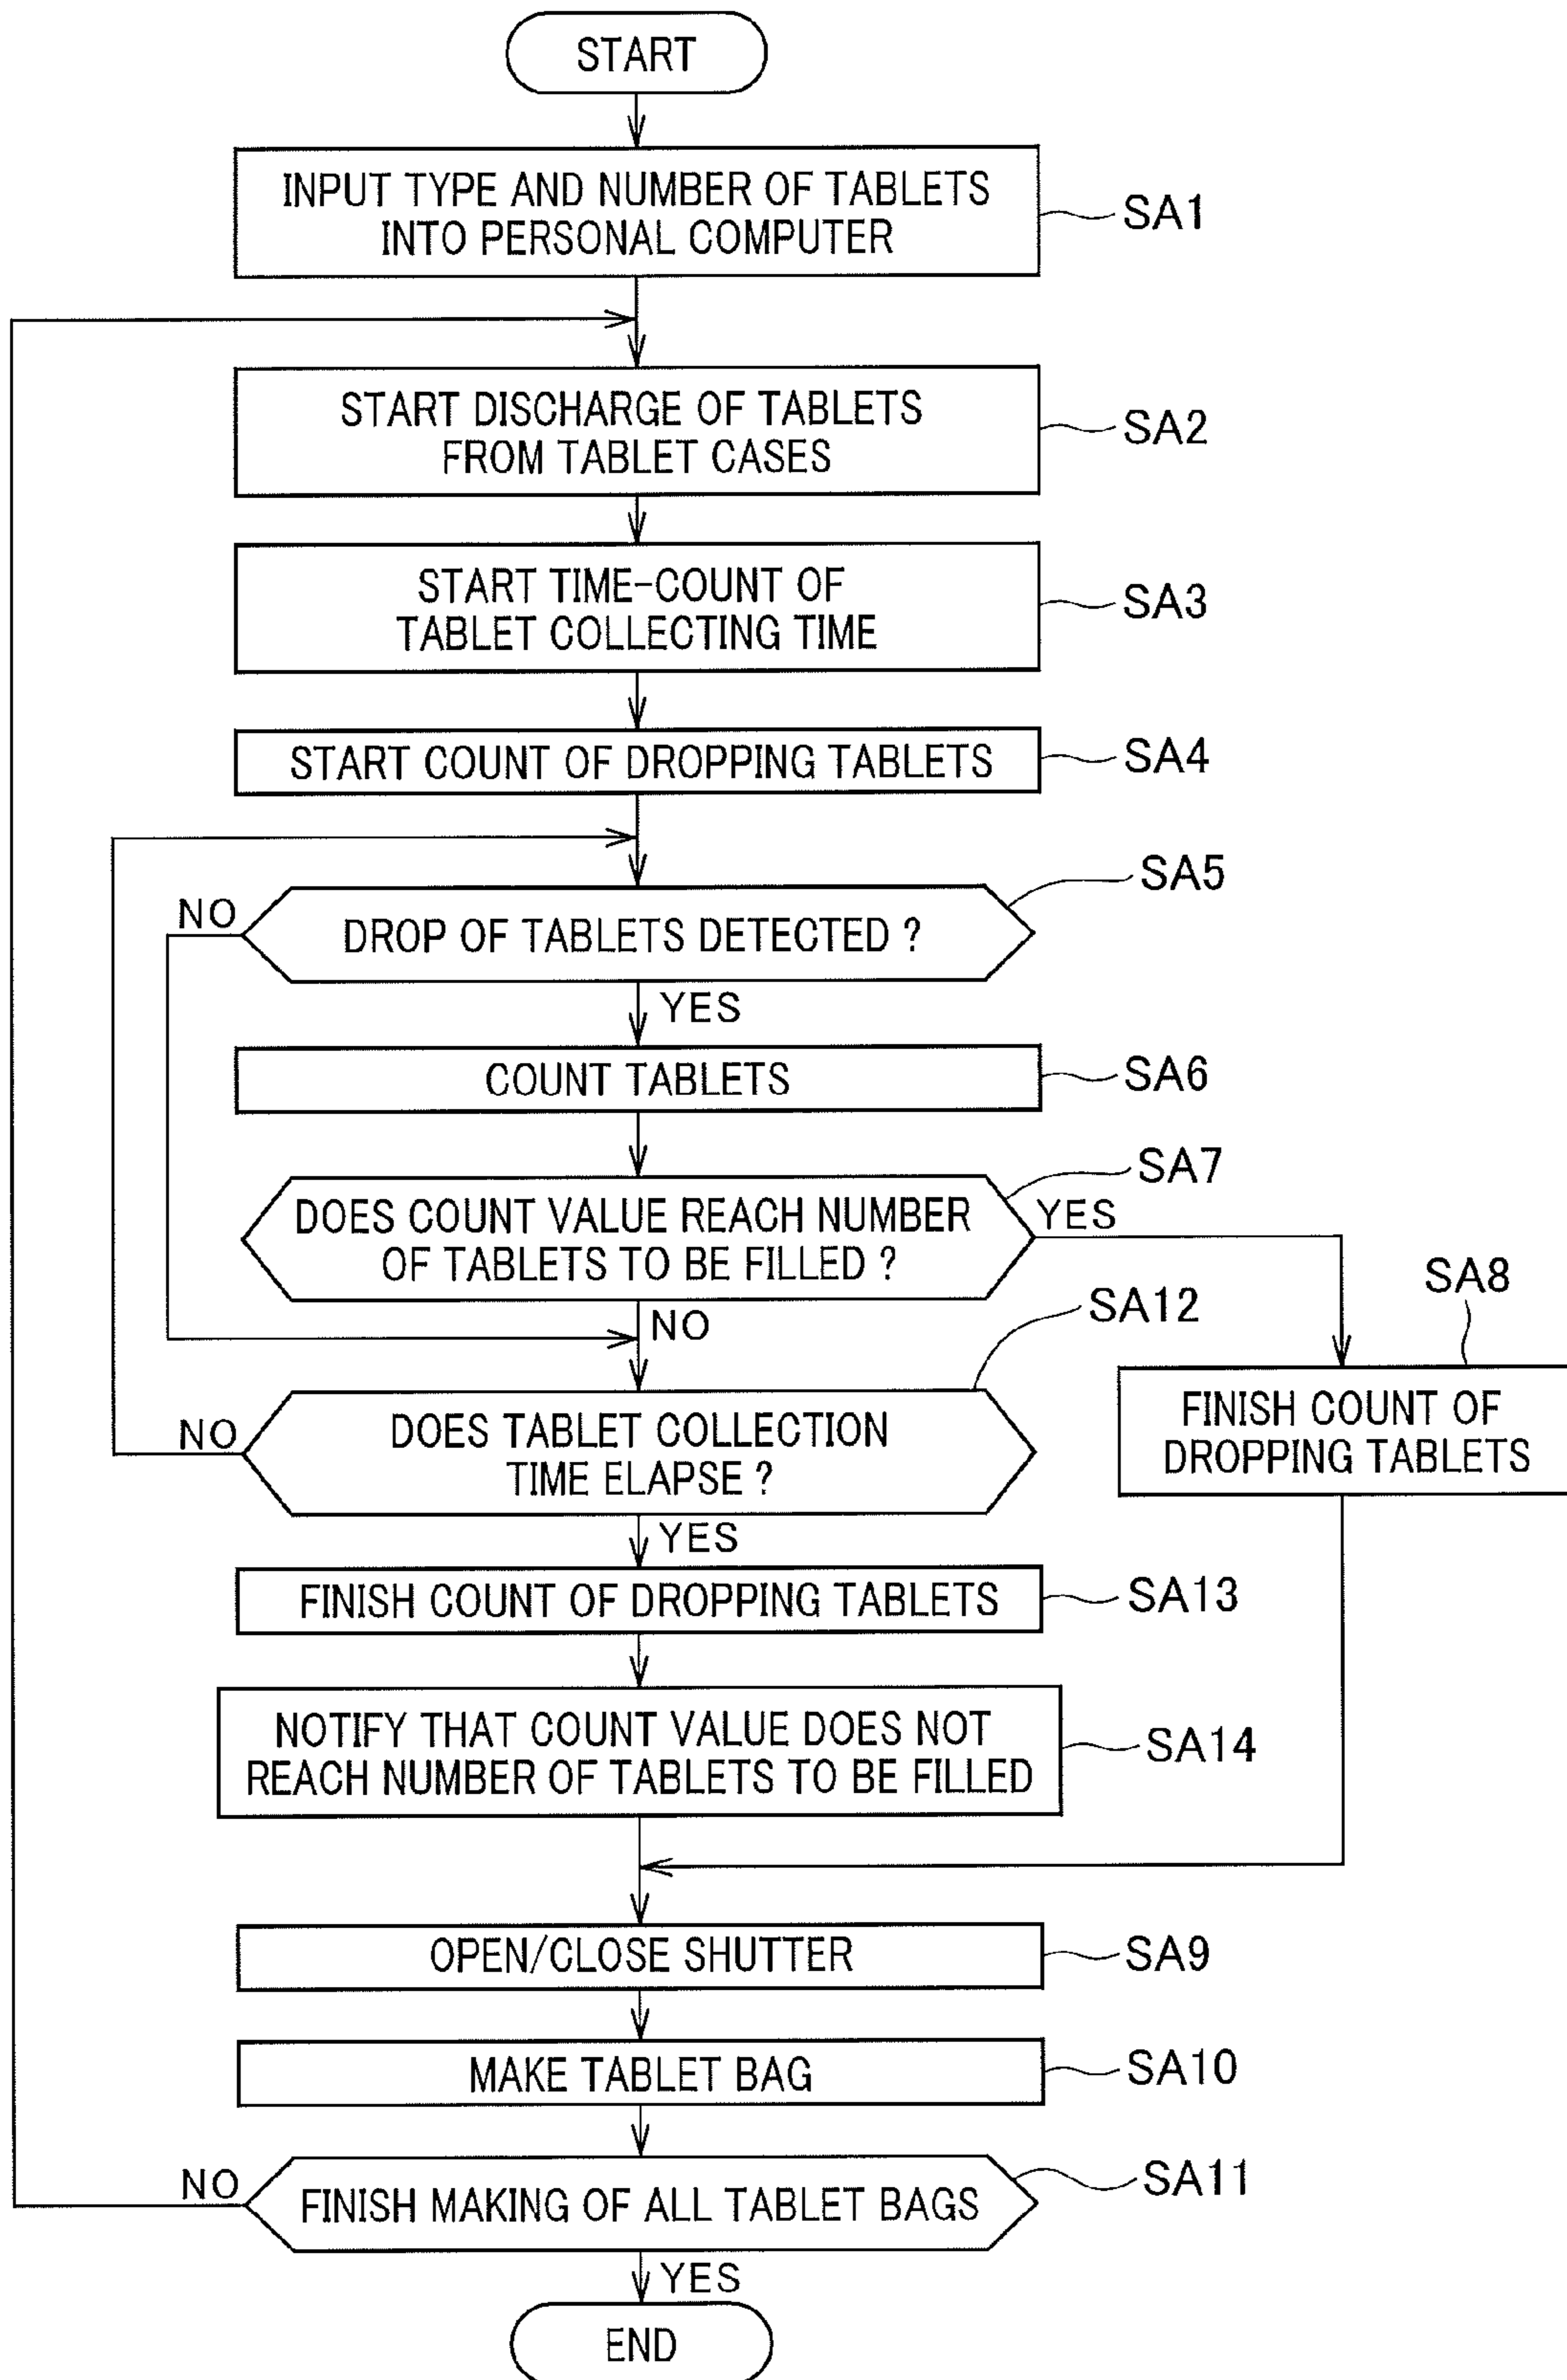 START
INPUT TYPE AND NUMBER OF TABLETS
INTO PERSONAL COMPUTER
SA1
START DISCHARGE OF TABLETS
FROM TABLET CASES
SA2
START TIME-COUNT OF
TABLET COLLECTING TIME
SA3
START COUNT OF DROPPING TABLETS
SA4
SA5
NO
DROP OF TABLETS DETECTED ?
YES
COUNT TABLETS
SA6
SA7
DOES COUNT VALUE REACH NUMBER
OF TABLETS TO BE FILLED ?
YES
SA8
FINISH COUNT OF
DROPPING TABLETS
NO
SA12
NO
DOES TABLET COLLECTION
TIME ELAPSE ?
YES
FINISH COUNT OF DROPPING TABLETS
SA13
NOTIFY THAT COUNT VALUE DOES NOT
REACH NUMBER OF TABLETS TO BE FILLED
SA14
OPEN/CLOSE SHUTTER
SA9
MAKE TABLET BAG
SA10
NO
FINISH MAKING OF ALL TABLET BAGS
SA11
YES
END